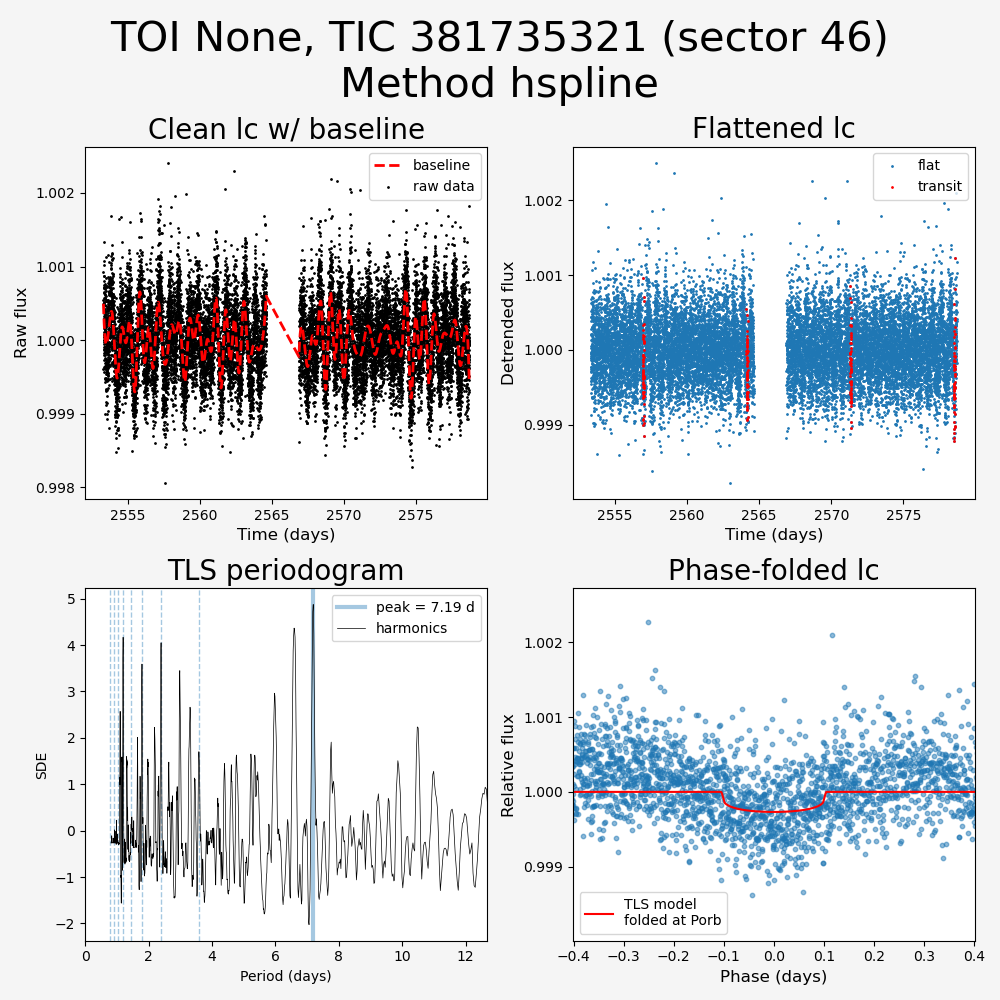 TOI None, TIC 381735321 (sector 46)
Method hspline
Clean lc w/ baseline
Flattened lc
baseline
raw data
flat
transit
1.002
1.001
1.000
0.999
0.998
Raw flux
2555 2560 2565 2570 2575
Time (days)
1.002
1.001
1.000
0.999
Detrended flux
2555 2560 2565 2570 2575
Time (days)
TLS periodogram
Phase-folded lc
peak = 7.19 d
harmonics
5
4
3
2
1
0
−1
−2
SDE
0 2 4 6 8 10 12
Period (days)
1.002
1.001
1.000
0.999
Relative flux
TLS model
folded at Porb
−0.4 −0.3 −0.2 −0.1 0.0 0.1 0.2 0.3 0.4
Phase (days)